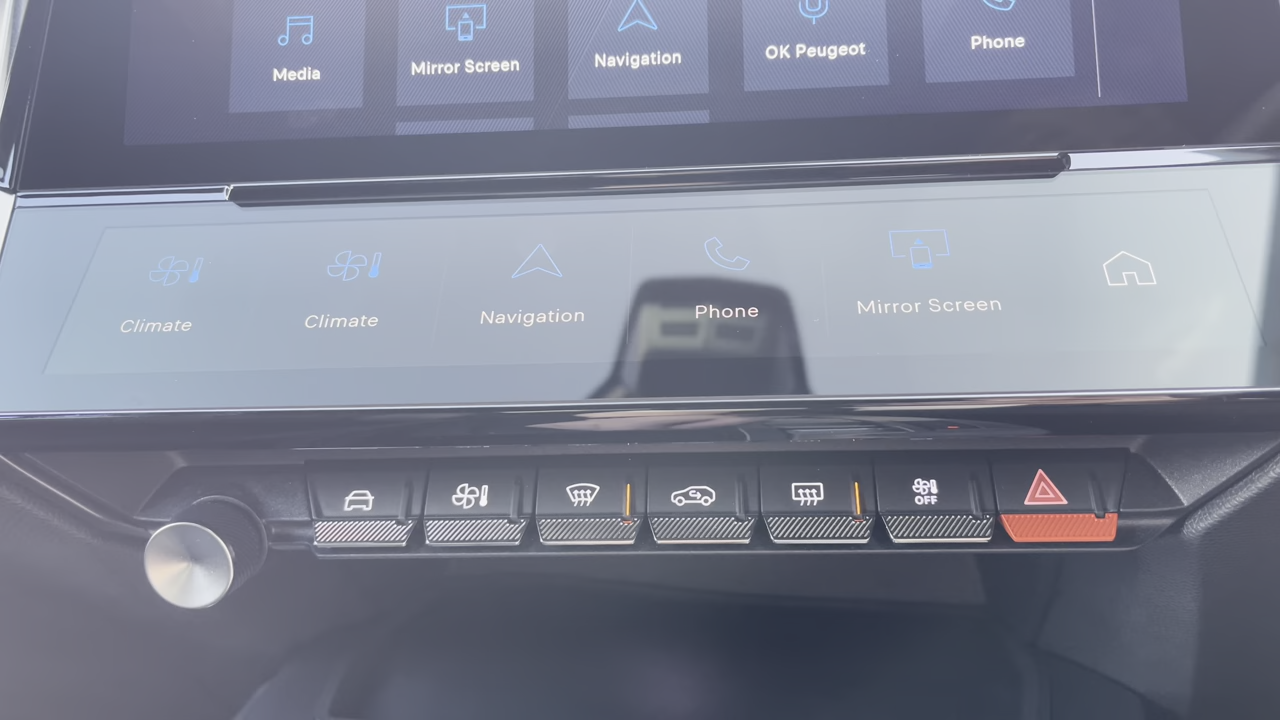 Media
Mirror Screen
Navigation
OK Peugeot
Phone
Climate
Climate
Navigation
Phone
Mirror Screen
OFF